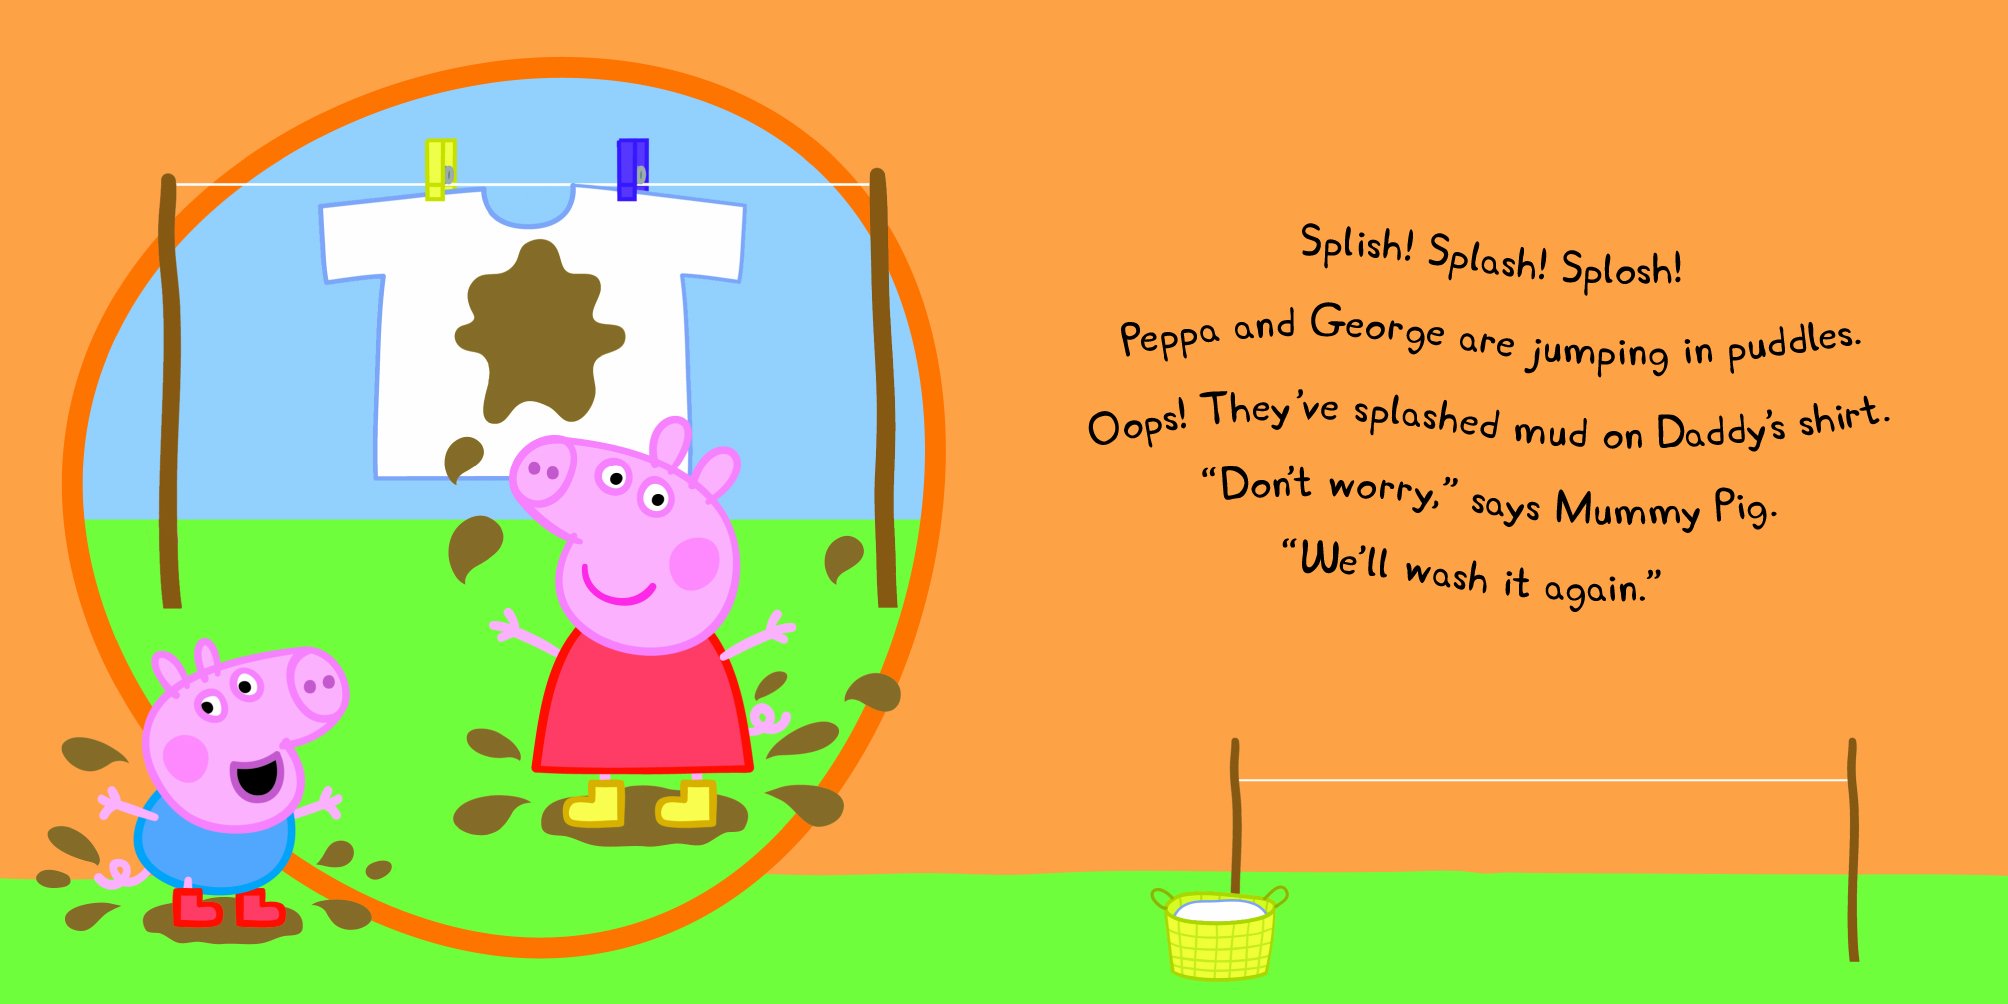 Splish! Splash! Splosh!
Peppa and George are jumping in puddles.
Oops! They've splashed mud on Daddy's shirt.
“Don't worry,” says Mummy Pig.
“We'll wash it again.”